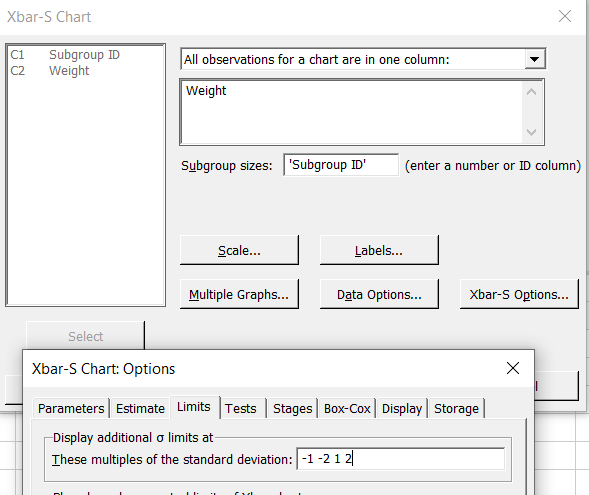 Xbar-S Chart
C1 Subgroup ID
C2 Weight
All observations for a chart are in one column:
Weight
Subgroup sizes: 'Subgroup ID' (enter a number or ID column)
Scale... Labels...
Multiple Graphs... Data Options... Xbar-S Options...
Select
Xbar-S Chart: Options
Parameters Estimate Limits Tests Stages Box-Cox Display Storage
Display additional σ limits at
These multiples of the standard deviation: -1 -2 1 2